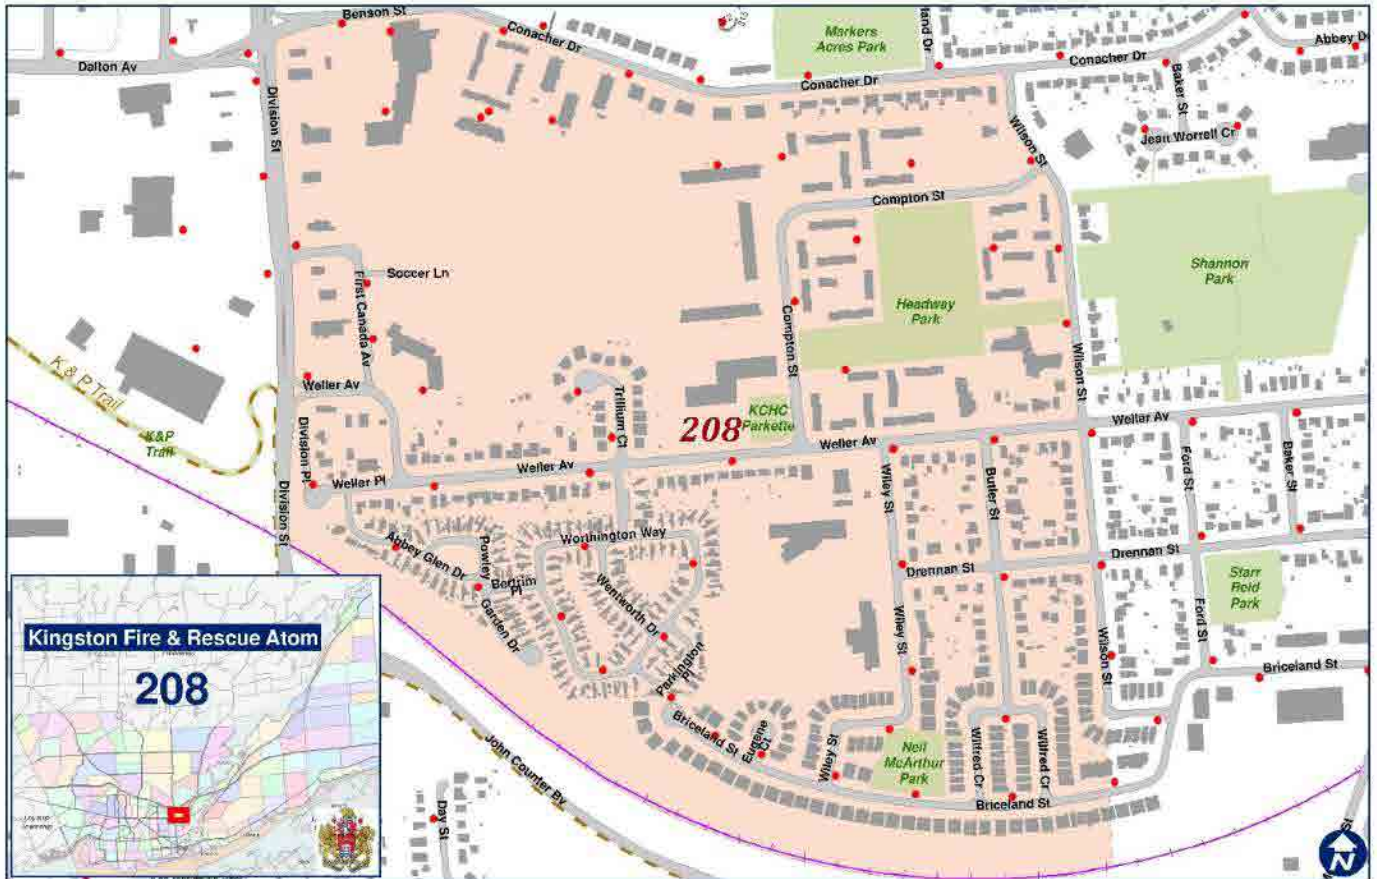 Benson St
Conacher Dr
Markers
Acres Park
land Dr
Abbey D
Dalton Av
Conacher Dr
Conacher Dr
Baker St
Division St
Wilson St
Jean Worrell Cr
Compton St
Shannon
Park
Soccer Ln
First Canada Av
Headway
Park
Compton St
Wilson St
K & P Trail
Weller Av
Trillium Ct
KCHC
Parkette
208
K&P
Trail
Division Pl
Weller Av
Weller Av
Weller Av
Ford St
Baker St
Weller Pl
Wiley St
Butler St
Division St
Abbey Glen Dr
Powley
Worthington Way
Drennan St
Drennan St
Bertrim
Pl
Wentworth Dr
Garden Dr
Starr
Reid
Park
Ford St
Wiley St
Wilson St
Parkington
Pl
Briceland St
Briceland St
Eugene
Ct
Wiley St
Neil
McArthur
Park
Wilfred Cr
Wilfred Cr
Briceland St
John Counter Bv
Day St
St
Kingston Fire & Rescue Atom
208
N